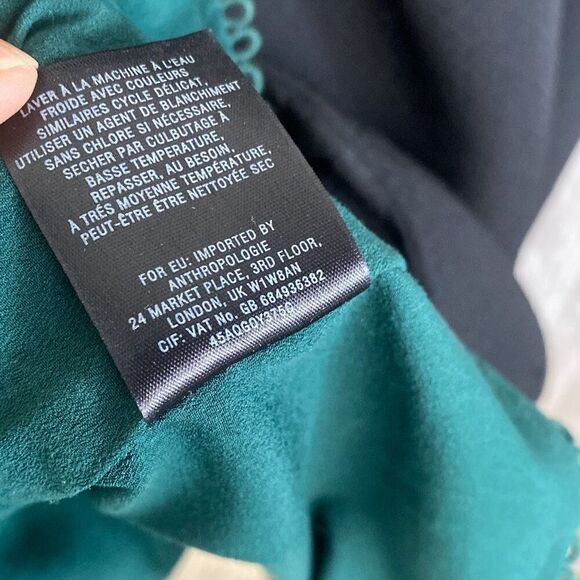 LAVER À LA MACHINE À L'EAU
FROIDE AVEC COULEURS
SIMILAIRES CYCLE DÉLICAT.
UTILISER UN AGENT DE BLANCHIMENT
SANS CHLORE SI NÉCESSAIRE,
SECHER PAR CULBUTAGE À
BASSE TEMPERATURE,
REPASSER, AU BESOIN,
À TRÈS MOYENNE TEMPÉRATURE,
PEUT-ÊTRE ÊTRE NETTOYÉE SEC
FOR EU: IMPORTED BY
ANTHROPOLOGIE
24 MARKET PLACE, 3RD FLOOR,
LONDON, UK W1W8AN
CIF: VAT No. GB 684936382